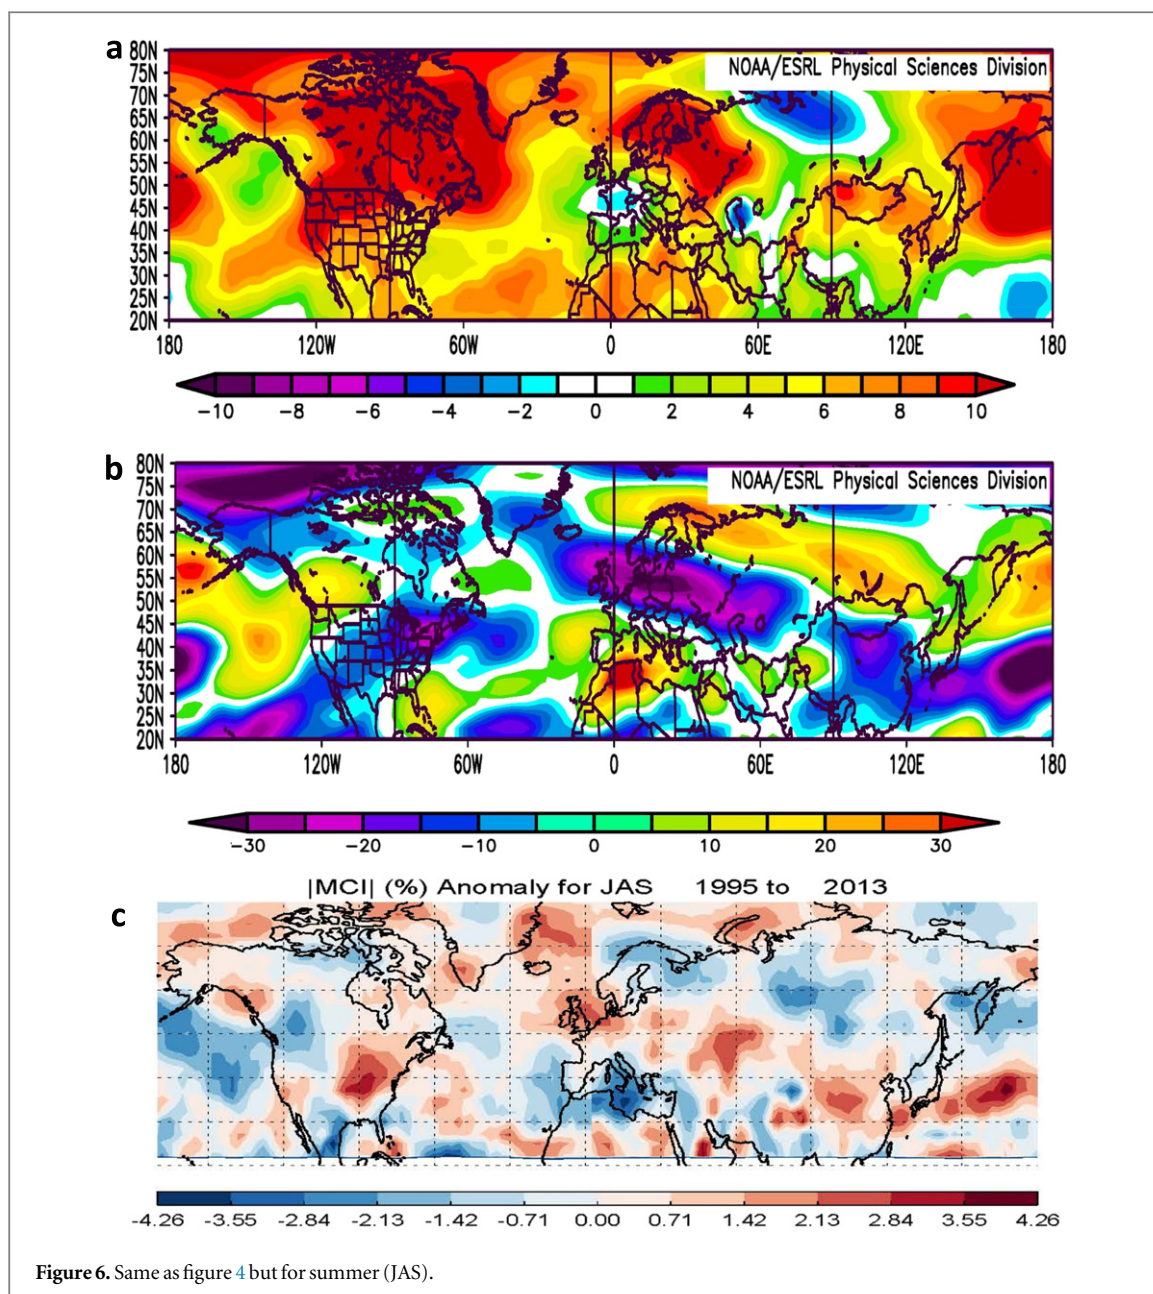 a
80N
NOAA/ESRL Physical Sciences Division
75N
70N
65N
60N
55N
50N
45N
40N
35N
30N
25N
20N
180 120W 60W 0 60E 120E 180
−10 −8 −6 −4 −2 0 2 4 6 8 10
b
80N
NOAA/ESRL Physical Sciences Division
75N
70N
65N
60N
55N
50N
45N
40N
35N
30N
25N
20N
180 120W 60W 0 60E 120E 180
−30 −20 −10 0 10 20 30
|MCI| (%) Anomaly for JAS 1995 to 2013
c
-4.26 -3.55 -2.84 -2.13 -1.42 -0.71 0.00 0.71 1.42 2.13 2.84 3.55 4.26
Figure 6. Same as figure 4 but for summer (JAS).